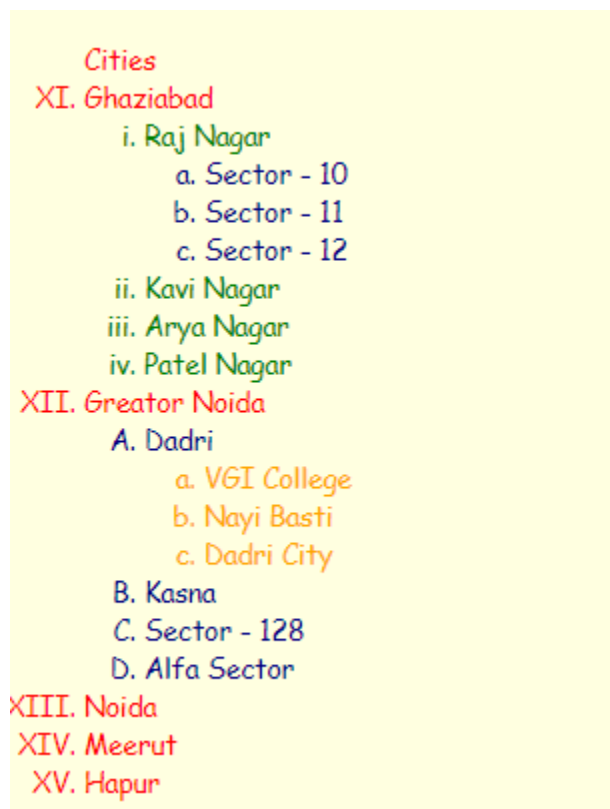 Cities
XI. Ghaziabad
i. Raj Nagar
a. Sector - 10
b. Sector - 11
c. Sector - 12
ii. Kavi Nagar
iii. Arya Nagar
iv. Patel Nagar
XII. Greator Noida
A. Dadri
a. VGI College
b. Nayi Basti
c. Dadri City
B. Kasna
C. Sector - 128
D. Alfa Sector
XIII. Noida
XIV. Meerut
XV. Hapur